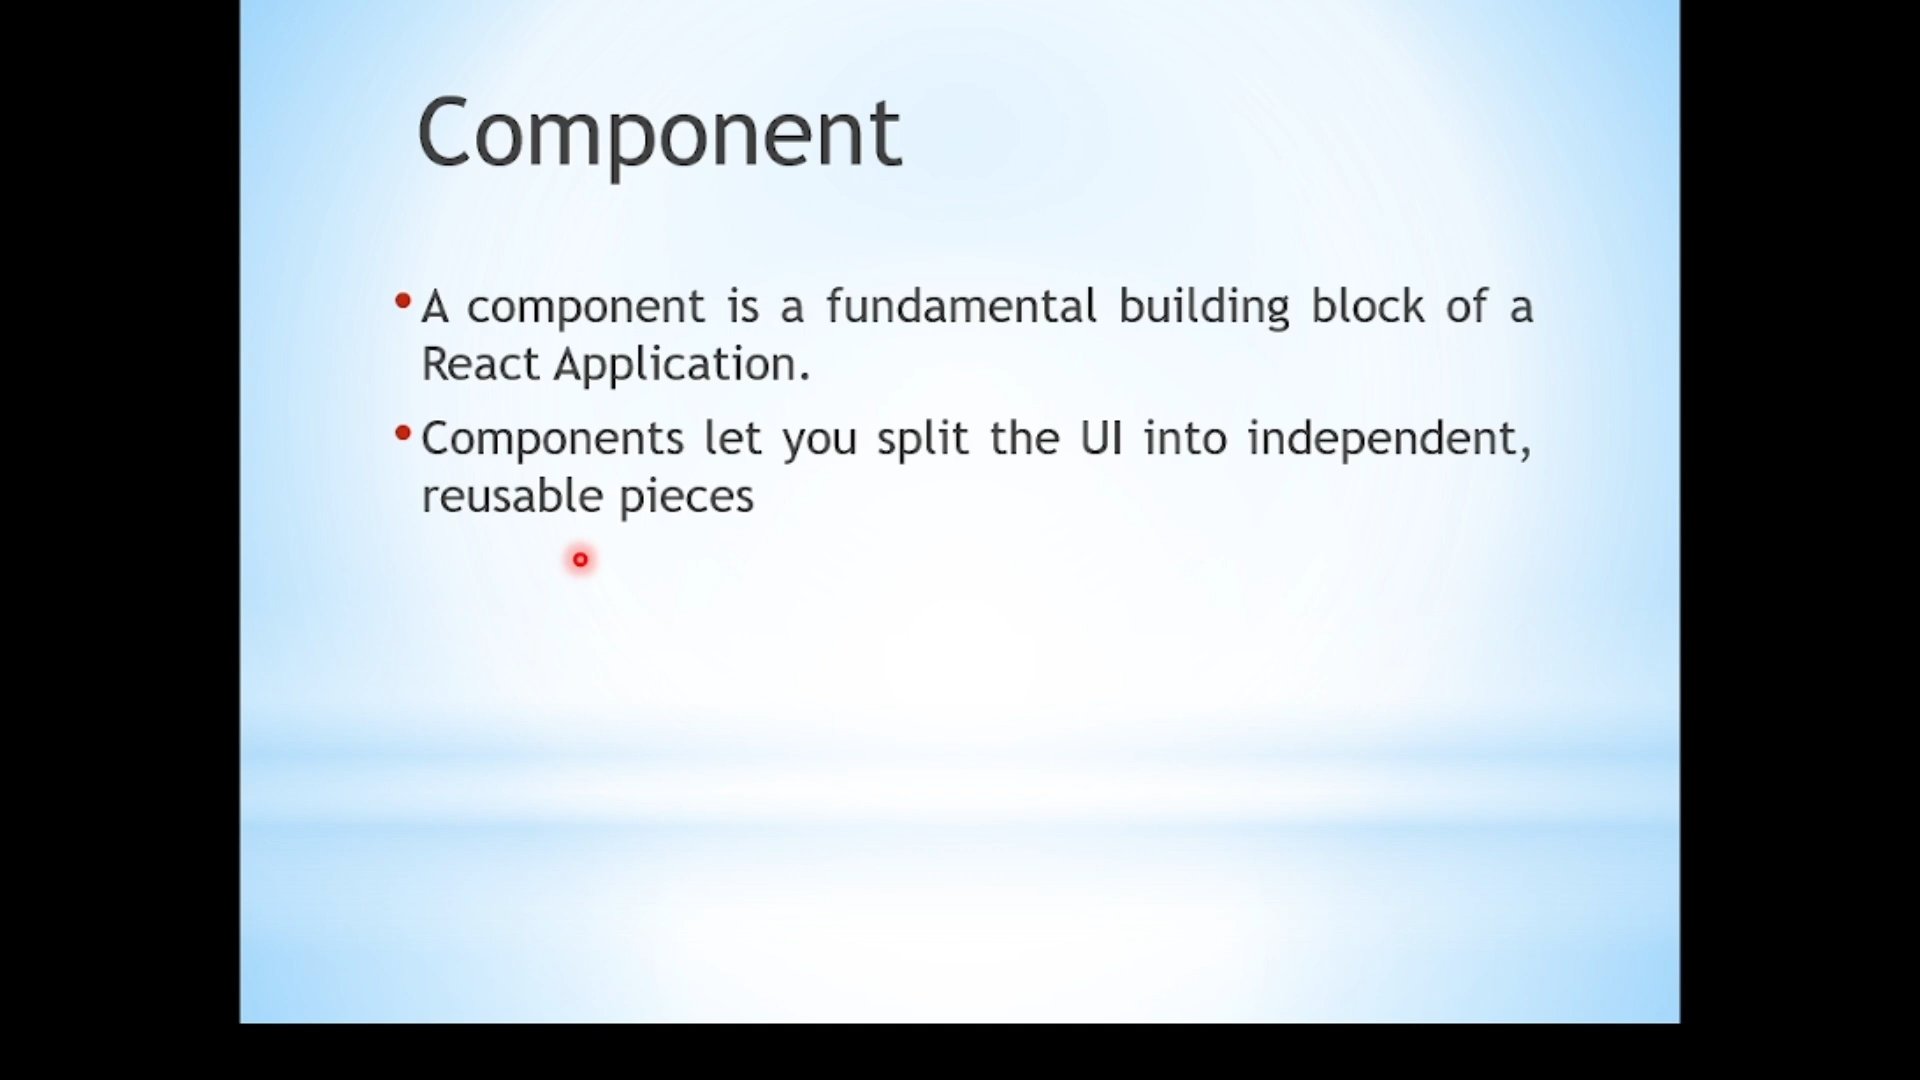 Component
• A component is a fundamental building block of a
React Application.
• Components let you split the UI into independent,
reusable pieces